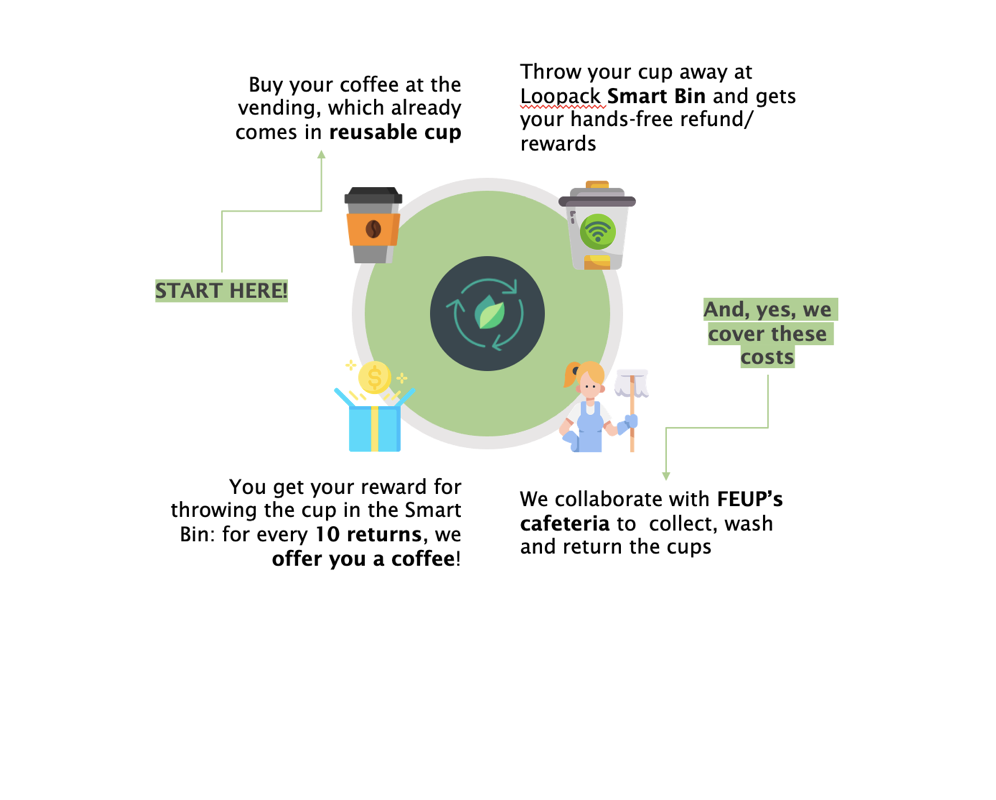 Buy your coffee at the
vending, which already
comes in reusable cup
Throw your cup away at
Loopack Smart Bin and gets
your hands-free refund/
rewards
START HERE!
And, yes, we
cover these
costs
$
You get your reward for
throwing the cup in the Smart
Bin: for every 10 returns, we
offer you a coffee!
We collaborate with FEUP’s
cafeteria to  collect, wash
and return the cups